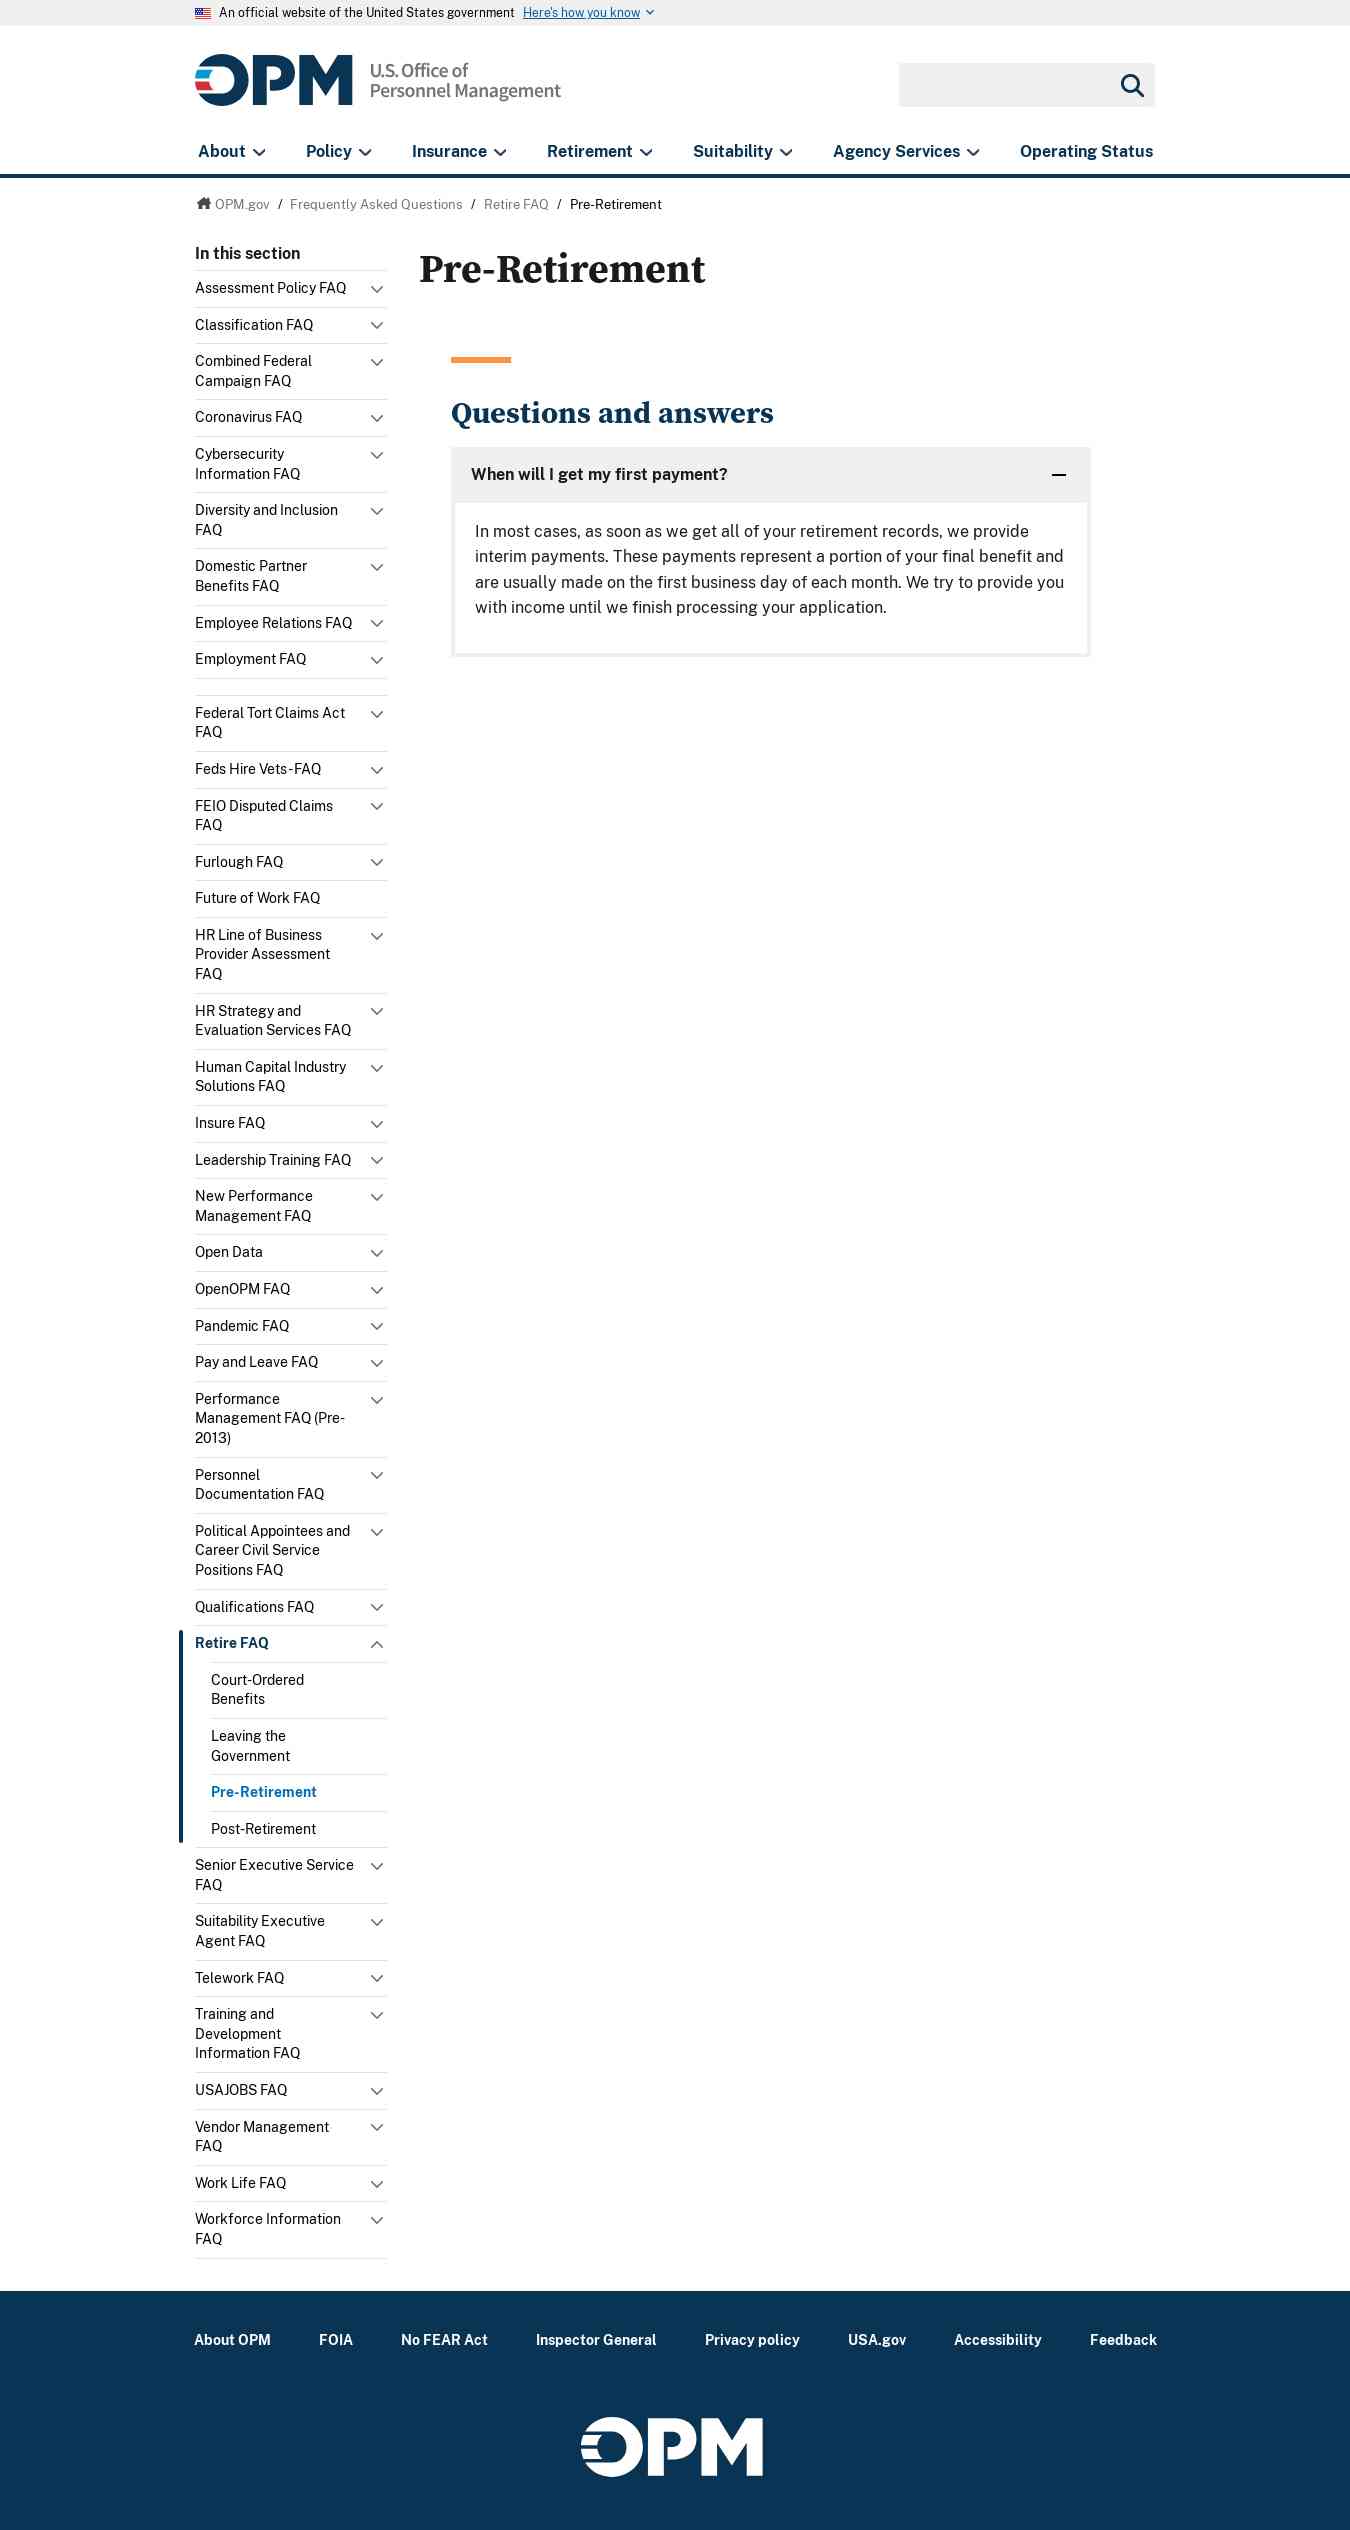 An official website of the United States government Here's how you know
OPM U.S. Office of
Personnel Management
About Policy Insurance Retirement Suitability Agency Services Operating Status
OPM.gov / Frequently Asked Questions / Retire FAQ / Pre-Retirement
In this section
Assessment Policy FAQ
Classification FAQ
Combined Federal
Campaign FAQ
Coronavirus FAQ
Cybersecurity
Information FAQ
Diversity and Inclusion
FAQ
Domestic Partner
Benefits FAQ
Employee Relations FAQ
Employment FAQ
Federal Tort Claims Act
FAQ
Feds Hire Vets-FAQ
FEIO Disputed Claims
FAQ
Furlough FAQ
Future of Work FAQ
HR Line of Business
Provider Assessment
FAQ
HR Strategy and
Evaluation Services FAQ
Human Capital Industry
Solutions FAQ
Insure FAQ
Leadership Training FAQ
New Performance
Management FAQ
Open Data
OpenOPM FAQ
Pandemic FAQ
Pay and Leave FAQ
Performance
Management FAQ (Pre-
2013)
Personnel
Documentation FAQ
Political Appointees and
Career Civil Service
Positions FAQ
Qualifications FAQ
Retire FAQ
Court-Ordered
Benefits
Leaving the
Government
Pre-Retirement
Post-Retirement
Senior Executive Service
FAQ
Suitability Executive
Agent FAQ
Telework FAQ
Training and
Development
Information FAQ
USAJOBS FAQ
Vendor Management
FAQ
Work Life FAQ
Workforce Information
FAQ
Pre-Retirement
Questions and answers
When will I get my first payment?
In most cases, as soon as we get all of your retirement records, we provide
interim payments. These payments represent a portion of your final benefit and
are usually made on the first business day of each month. We try to provide you
with income until we finish processing your application.
About OPM FOIA No FEAR Act Inspector General Privacy policy USA.gov Accessibility Feedback
OPM